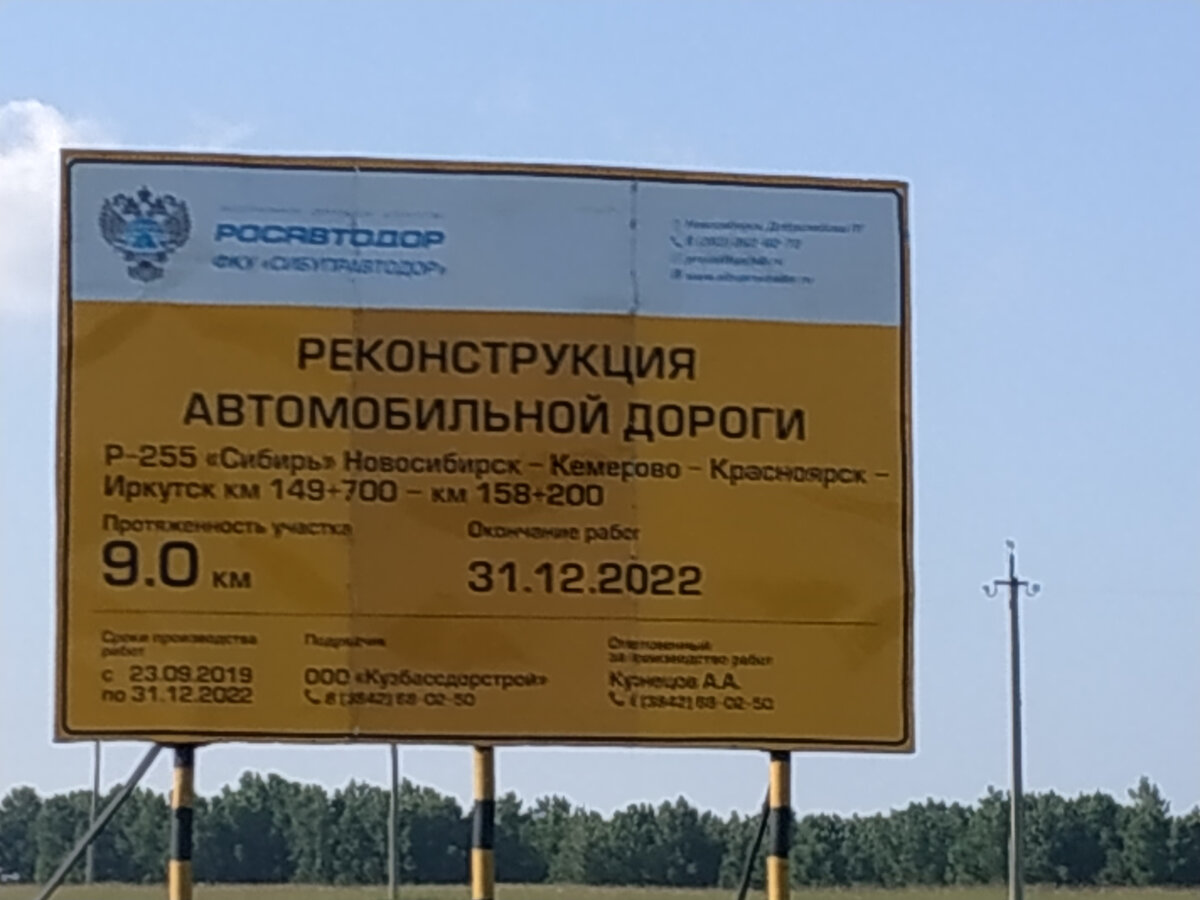 РОСАВТОДОР
ФКУ «СИБУПРАВТОДОР»
РЕКОНСТРУКЦИЯ
АВТОМОБИЛЬНОЙ ДОРОГИ
Р-255 «Сибирь» Новосибирск - Кемерово - Красноярск -
Иркутск км 149+700 - км 158+200
Протяженность участка
9.0 км
Окончание работ
31.12.2022
Сроки производства
работ
с 23.09.2019
по 31.12.2022
Подрядчик
ООО «Кузбассдорстрой»
8 (3842) 68-02-50
Ответственный
за производство работ
Кузнецов А.А.
8 (3842) 68-02-50